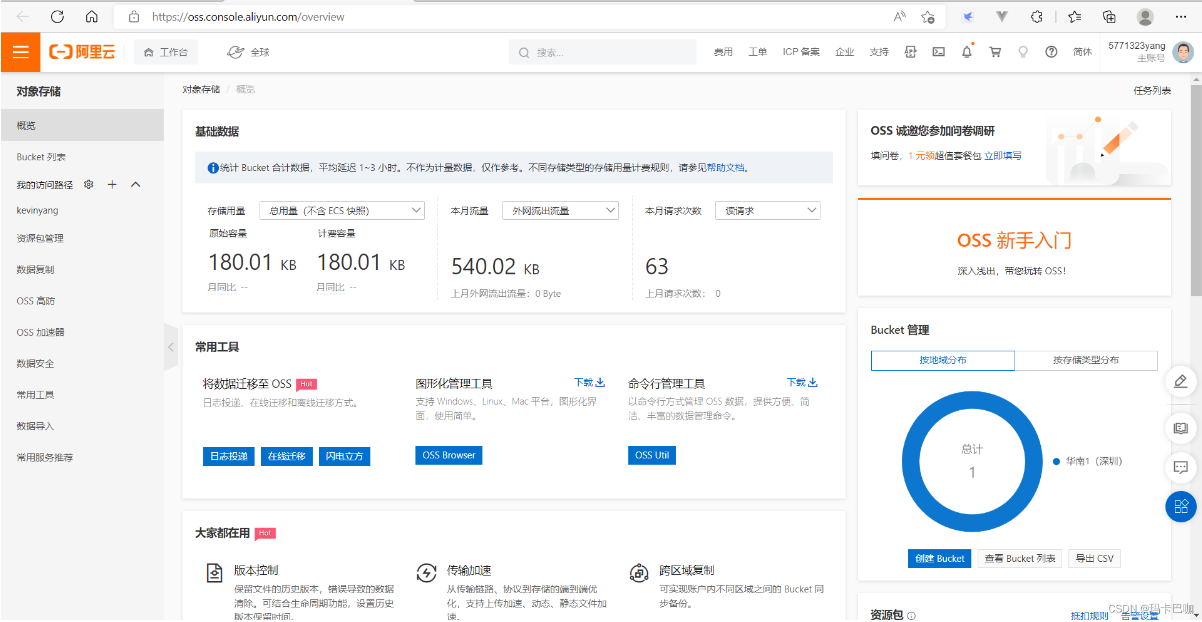 https://oss.console.aliyun.com/overview
阿里云
工作台
全球
搜索...
费用
工单
ICP 备案
企业
支持
简体
5771323yang
主账号
对象存储
概览
Bucket 列表
我的访问路径
kevinyang
资源包管理
数据复制
OSS 高防
OSS 加速器
数据安全
常用工具
数据导入
常用服务推荐
对象存储 / 概览
任务列表
基础数据
统计 Bucket 合计数据，平均延迟 1~3 小时。不作为计量数据，仅作参考。不同存储类型的存储用量计费规则，请参见帮助文档。
存储用量
总用量（不含 ECS 快照）
原始容量
计费容量
180.01 KB
180.01 KB
月同比 --
月同比 --
本月流量
外网流出流量
540.02 KB
上月外网流出流量： 0 Byte
本月请求次数
读请求
63
上月请求次数： 0
常用工具
将数据迁移至 OSS
Hot
日志投递、在线迁移和离线迁移方式。
日志投递
在线迁移
闪电立方
图形化管理工具
下载
支持 Windows、Linux、Mac 平台，图形化界
面，使用简单。
OSS Browser
命令行管理工具
下载
以命令行方式管理 OSS 数据，提供方便、简
洁、丰富的数据管理命令。
OSS Util
大家都在用
Hot
版本控制
保留文件的历史版本，错误导致的数据
清除。可结合生命周期功能，设置历史
版本保留时间。
传输加速
从传输链路、协议到存储的端到端优
化，支持上传加速、动态、静态文件加
速。
跨区域复制
可实现账户内不同区域之间的 Bucket 同
步备份。
OSS 诚邀您参加问卷调研
填问卷，1 元领超值套餐包 立即填写
OSS 新手入门
深入浅出，带您玩转 OSS！
Bucket 管理
按地域分布
按存储类型分布
总计
1
华南1（深圳）
创建 Bucket
查看 Bucket 列表
导出 CSV
资源包
抵扣规则
告警设置
CSDN @玛卡巴咖